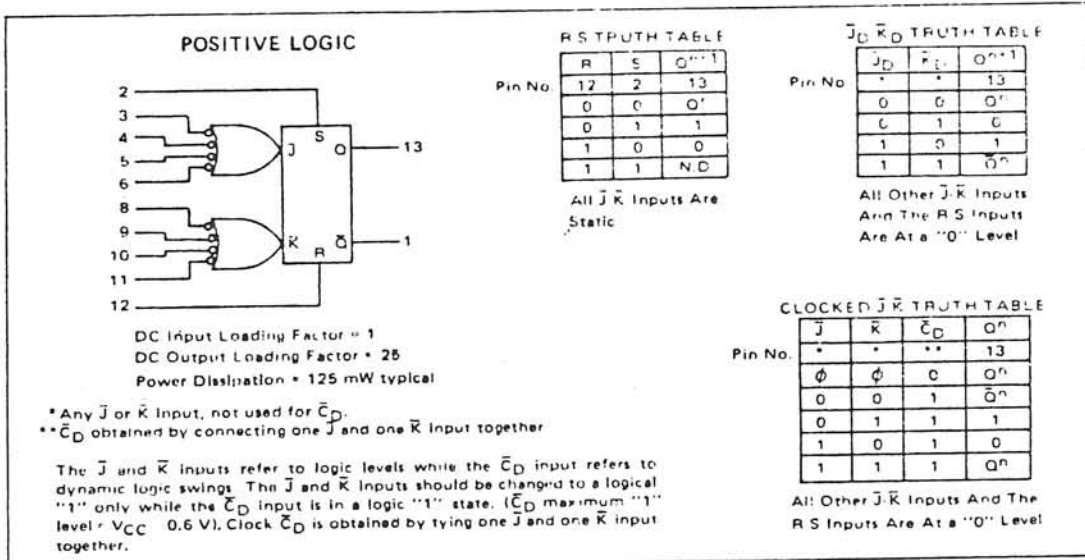 POSITIVE LOGIC
2
3
4
5
6
8
9
10
11
12
J̄
S
Q
K̄
R
Q̄
13
1
DC Input Loading Factor = 1
DC Output Loading Factor = 25
Power Dissipation = 125 mW typical
* Any J̄ or K̄ Input, not used for C̄D.
** C̄D obtained by connecting one J̄ and one K̄ input together
The J̄ and K̄ inputs refer to logic levels while the C̄D input refers to
dynamic logic swings. The J̄ and K̄ inputs should be changed to a logical
"1" only while the C̄D input is in a logic "1" state. (C̄D maximum "1"
level = VCC 0.6 V). Clock C̄D is obtained by tying one J̄ and one K̄ input
together.
RS TRUTH TABLE
R S Qn+1
Pin No. 12 2 13
0 0 Qn
0 1 1
1 0 0
1 1 N.D
All J̄ K̄ Inputs Are
Static
J̄D K̄D TRUTH TABLE
J̄D K̄D Qn+1
* * 13
0 0 Qn
0 1 0
1 0 1
1 1 Q̄n
All Other J̄-K̄ Inputs
And The R S Inputs
Are At a "0" Level
CLOCKED J̄ K̄ TRUTH TABLE
J̄ K̄ C̄D Qn
Pin No. * * ** 13
ϕ ϕ 0 Qn
0 0 1 Q̄n
0 1 1 1
1 0 1 0
1 1 1 Qn
All Other J̄-K̄ Inputs And The
R S Inputs Are At a "0" Level